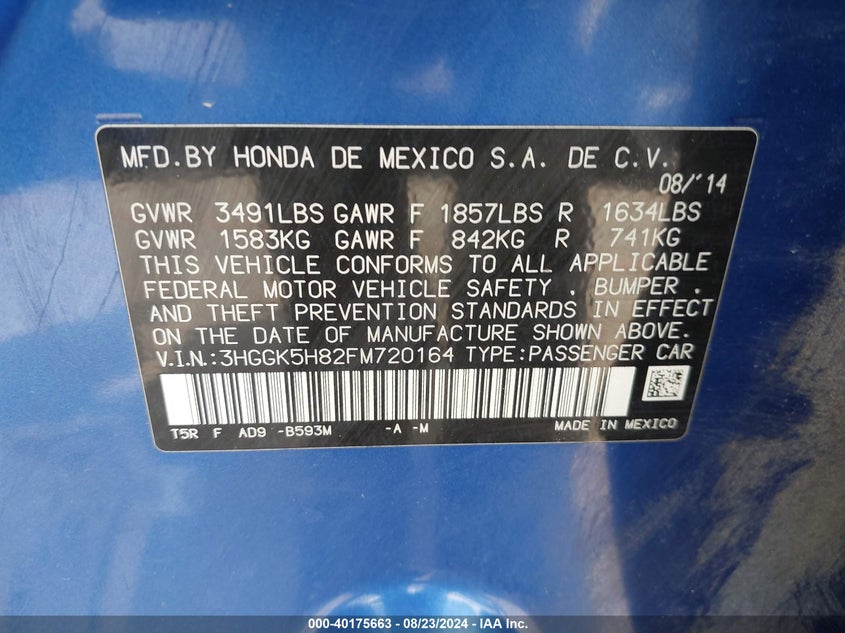 MFD.BY HONDA DE MEXICO S.A. DE C.V.
08/'14
GVWR 3491LBS GAWR F 1857LBS R 1634LBS
GVWR 1583KG GAWR F 842KG R 741KG
THIS VEHICLE CONFORMS TO ALL APPLICABLE
FEDERAL MOTOR VEHICLE SAFETY , BUMPER ,
AND THEFT PREVENTION STANDARDS IN EFFECT
ON THE DATE OF MANUFACTURE SHOWN ABOVE.
V.I.N.:3HGGK5H82FM720164 TYPE:PASSENGER CAR
T5R F AD9 -B593M -A -M MADE IN MEXICO
000-40175663 - 08/23/2024 - IAA Inc.